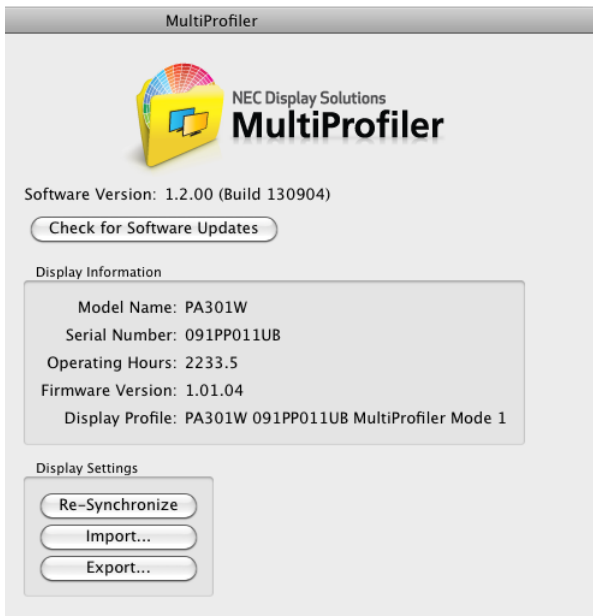 MultiProfiler
NEC Display Solutions
MultiProfiler
Software Version: 1.2.00 (Build 130904)
Check for Software Updates
Display Information
Model Name: PA301W
Serial Number: 091PP011UB
Operating Hours: 2233.5
Firmware Version: 1.01.04
Display Profile: PA301W 091PP011UB MultiProfiler Mode 1
Display Settings
Re-Synchronize
Import...
Export...